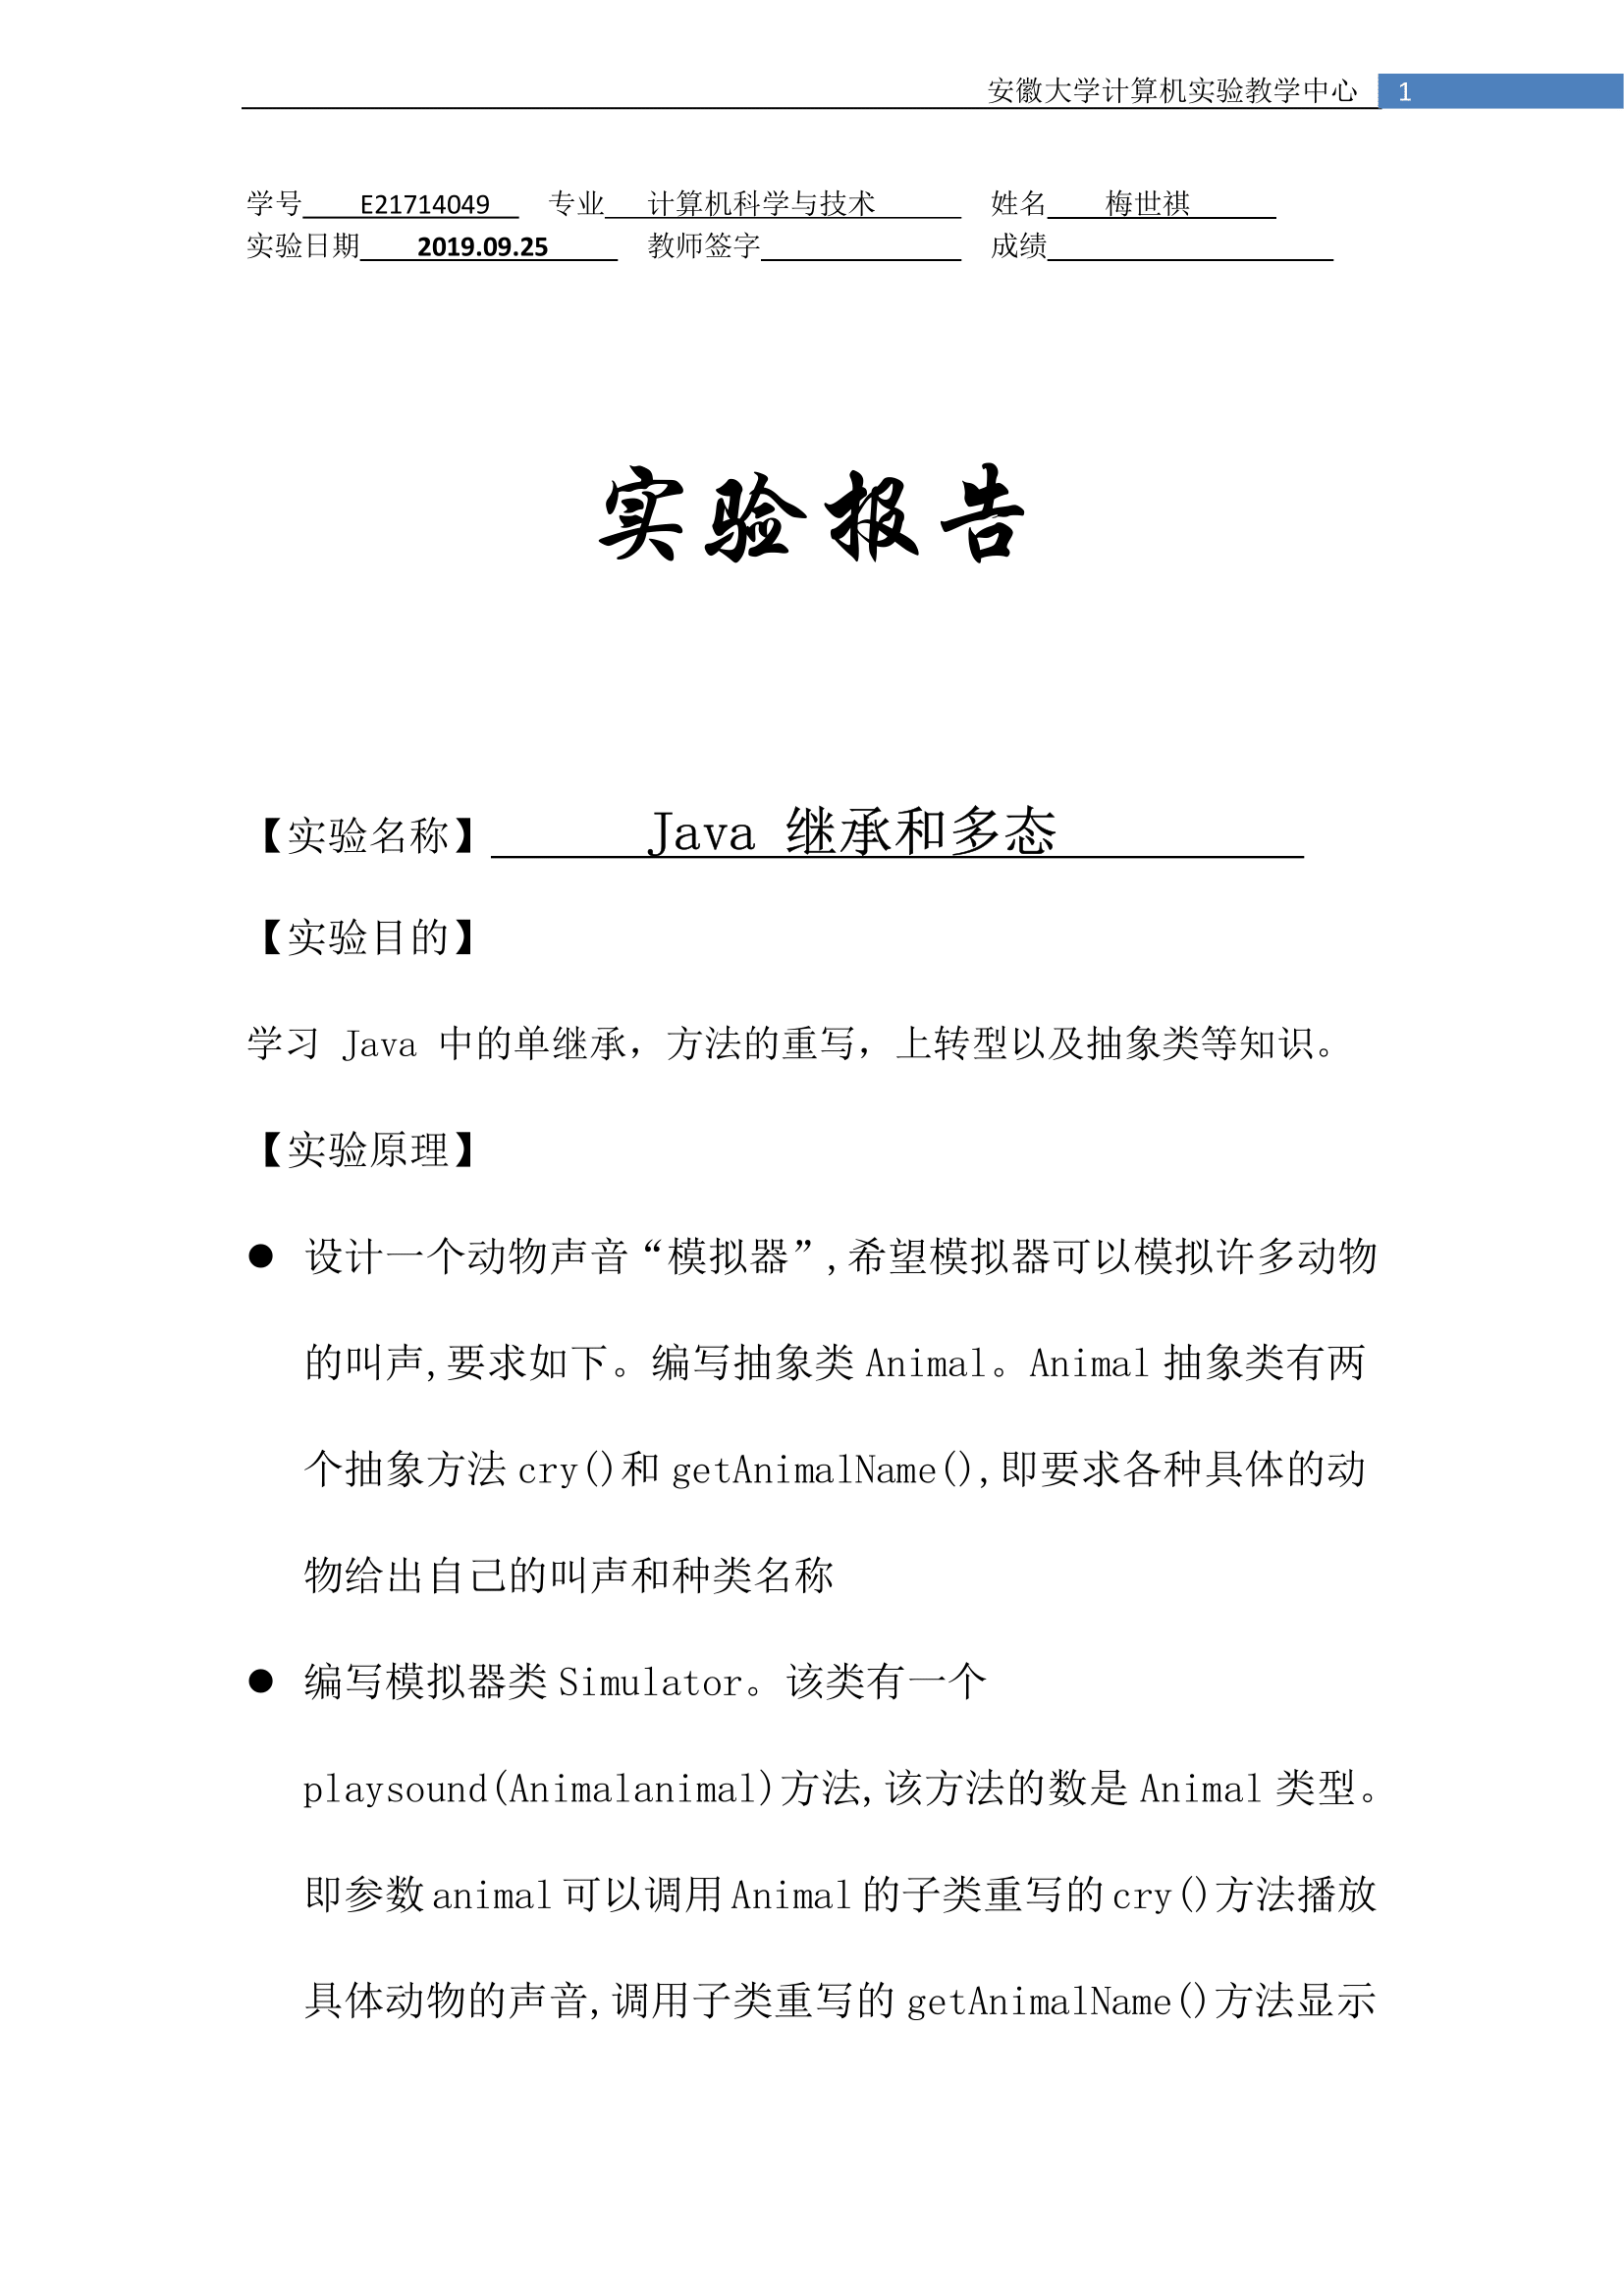 安徽大学计算机实验教学中心 1
学号 E21714049 专业 计算机科学与技术 姓名 梅世祺
实验日期 2019.09.25 教师签字 成绩
实验报告
【实验名称】 Java 继承和多态
【实验目的】
学习 Java 中的单继承，方法的重写，上转型以及抽象类等知识。
【实验原理】
● 设计一个动物声音“模拟器”,希望模拟器可以模拟许多动物
的叫声,要求如下。编写抽象类 Animal。Animal 抽象类有两
个抽象方法 cry()和 getAnimalName(),即要求各种具体的动
物给出自己的叫声和种类名称
● 编写模拟器类 Simulator。该类有一个
playsound(Animalanimal)方法,该方法的数是 Animal 类型。
即参数 animal 可以调用 Animal 的子类重写的 cry()方法播放
具体动物的声音,调用子类重写的 getAnimalName()方法显示